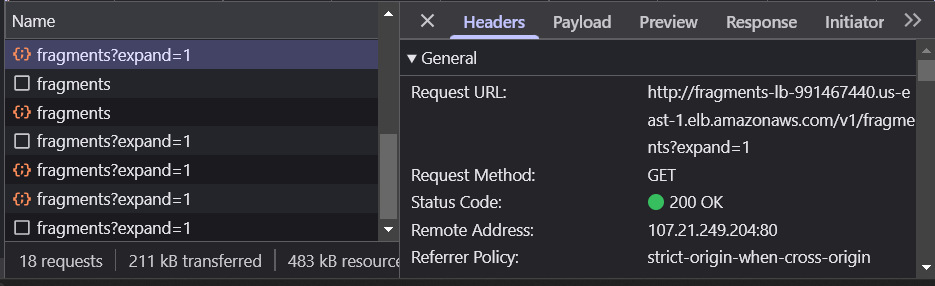 Name
fragments?expand=1
fragments
fragments
fragments?expand=1
fragments?expand=1
fragments?expand=1
fragments?expand=1
18 requests 211 kB transferred 483 kB resource
Headers Payload Preview Response Initiator
General
Request URL: http://fragments-lb-991467440.us-e
ast-1.elb.amazonaws.com/v1/fragme
nts?expand=1
Request Method: GET
Status Code: 200 OK
Remote Address: 107.21.249.204:80
Referrer Policy: strict-origin-when-cross-origin